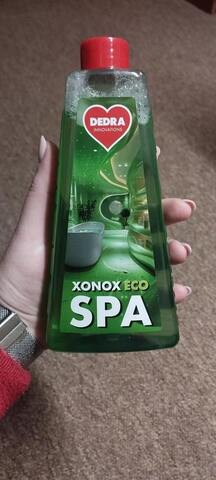 DEDRA
INNOVATIONS
XONOX ECO
SPA